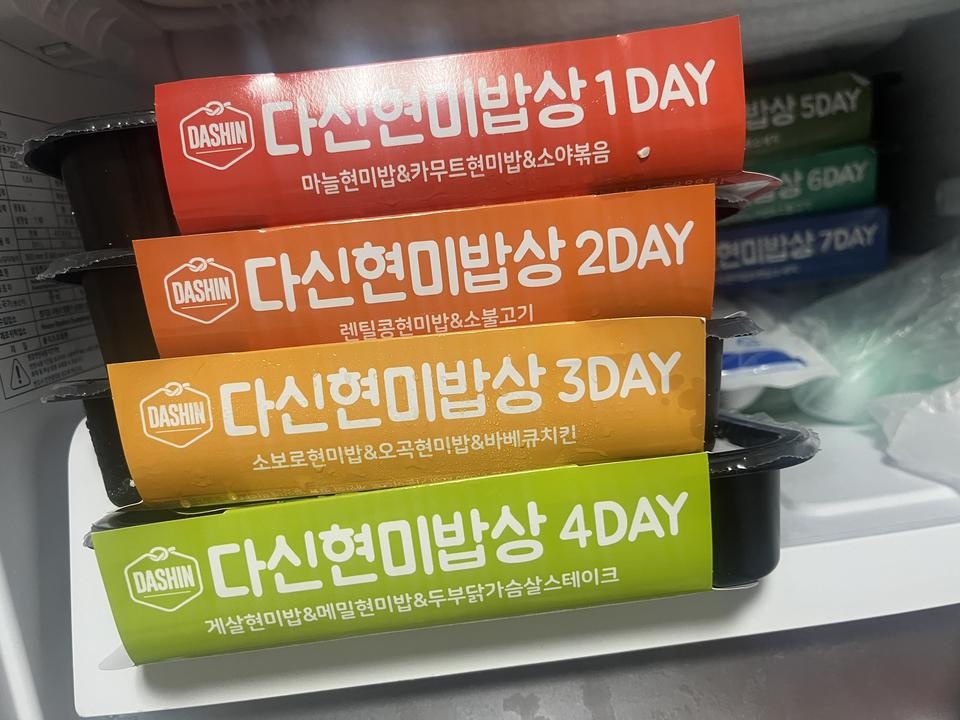 DASHIN
다신현미밥상 1DAY
마늘현미밥&카무트현미밥&소야볶음
DASHIN
다신현미밥상 2DAY
렌틸콩현미밥&소불고기
DASHIN
다신현미밥상 3DAY
소보로현미밥&오곡현미밥&바베큐치킨
DASHIN
다신현미밥상 4DAY
게살현미밥&메밀현미밥&두부닭가슴살스테이크
밥상 5DAY
밥상 6DAY
현미밥상 7DAY